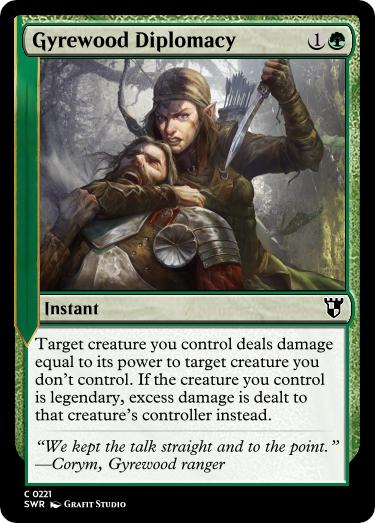 Gyrewood Diplomacy 1
Instant
Target creature you control deals damage
equal to its power to target creature you
don't control. If the creature you control
is legendary, excess damage is dealt to
that creature's controller instead.
"We kept the talk straight and to the point."
—Corym, Gyrewood ranger
C 0221
SWR Grafit Studio